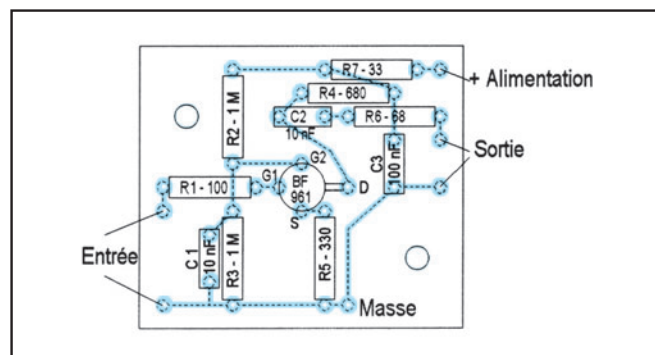 R7 - 33
+ Alimentation
R4 - 680
R2 - 1 M
C2
10 nF
R6 - 68
Sortie
C3
100 nF
G2
G1
R1 - 100
BF
961
D
S
Entrée
C 1
10 nF
R3 - 1 M
R5 - 330
Masse